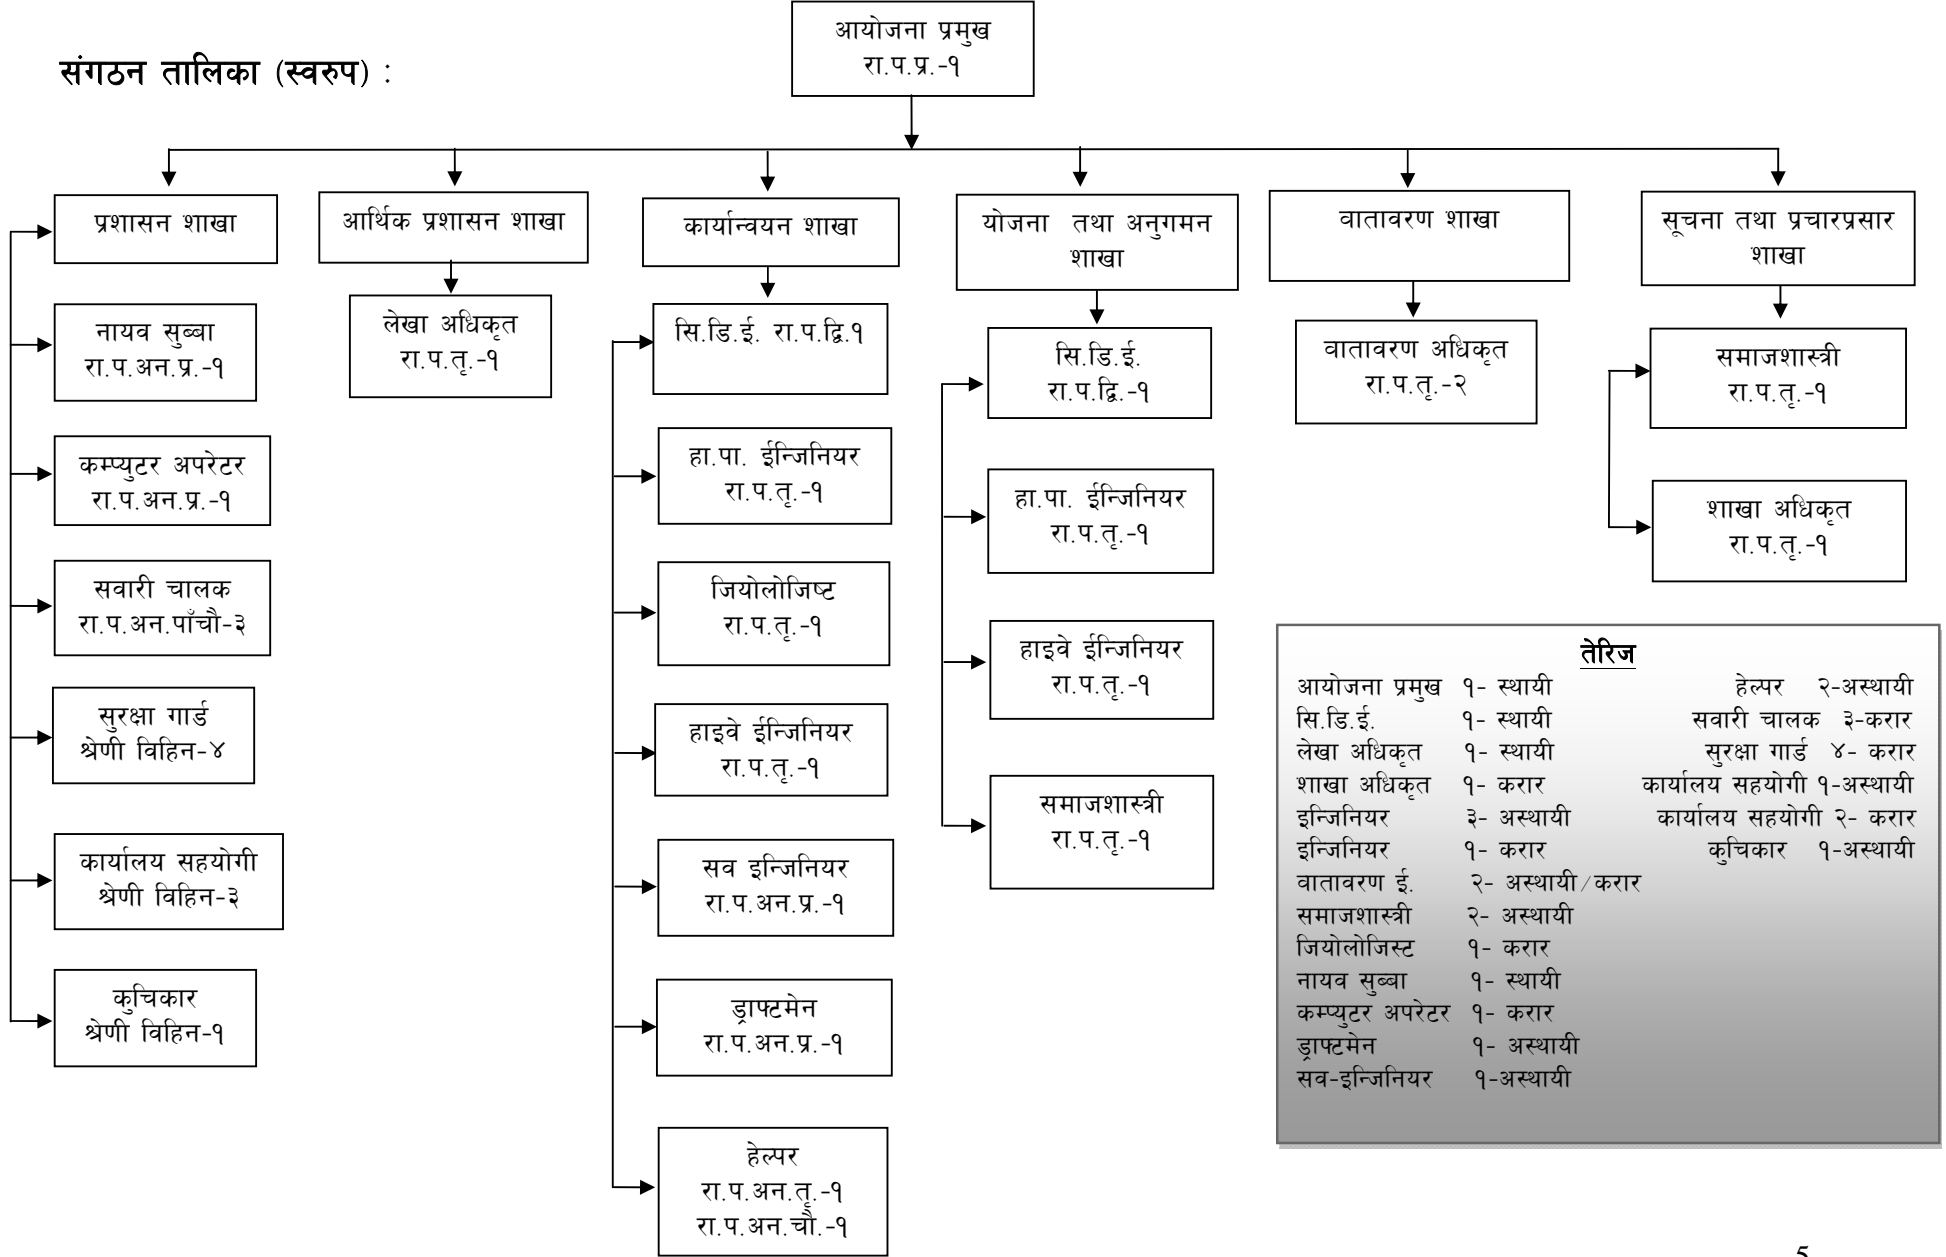 संगठन तालिका (स्वरुप) :
आयोजना प्रमुख
रा.प.प्र.-१
प्रशासन शाखा
नायव सुब्बा
रा.प.अन.प्र.-१
कम्प्युटर अपरेटर
रा.प.अन.प्र.-१
सवारी चालक
रा.प.अन.पाँचौ-३
सुरक्षा गार्ड
श्रेणी विहिन-४
कार्यालय सहयोगी
श्रेणी विहिन-३
कुचिकार
श्रेणी विहिन-१
आर्थिक प्रशासन शाखा
लेखा अधिकृत
रा.प.तृ.-१
कार्यान्वयन शाखा
सि.डि.ई. रा.प.द्वि.१
हा.पा. ईन्जिनियर
रा.प.तृ.-१
जियोलोजिष्ट
रा.प.तृ.-१
हाइवे ईन्जिनियर
रा.प.तृ.-१
सव इन्जिनियर
रा.प.अन.प्र.-१
ड्राफ्टमेन
रा.प.अन.प्र.-१
हेल्पर
रा.प.अन.तृ.-१
रा.प.अन.चौ.-१
योजना तथा अनुगमन
शाखा
सि.डि.ई.
रा.प.द्वि.-१
हा.पा. ईन्जिनियर
रा.प.तृ.-१
हाइवे ईन्जिनियर
रा.प.तृ.-१
समाजशास्त्री
रा.प.तृ.-१
वातावरण शाखा
वातावरण अधिकृत
रा.प.तृ.-२
सूचना तथा प्रचारप्रसार
शाखा
समाजशास्त्री
रा.प.तृ.-१
शाखा अधिकृत
रा.प.तृ.-१
तेरिज
आयोजना प्रमुख १- स्थायी हेल्पर २-अस्थायी
सि.डि.ई. १- स्थायी सवारी चालक ३-करार
लेखा अधिकृत १- स्थायी सुरक्षा गार्ड ४- करार
शाखा अधिकृत १- करार कार्यालय सहयोगी १-अस्थायी
इन्जिनियर ३- अस्थायी कार्यालय सहयोगी २- करार
इन्जिनियर १- करार कुचिकार १-अस्थायी
वातावरण ई. २- अस्थायी/करार
समाजशास्त्री २- अस्थायी
जियोलोजिस्ट १- करार
नायव सुब्बा १- स्थायी
कम्प्युटर अपरेटर १- करार
ड्राफ्टमेन १- अस्थायी
सव-इन्जिनियर १-अस्थायी
5